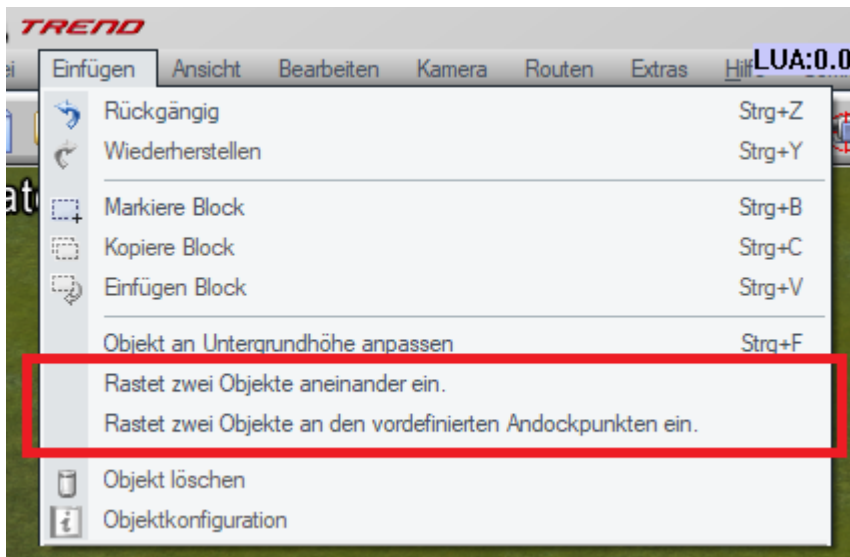 TREND
ei Einfügen Ansicht Bearbeiten Kamera Routen Extras Hilfe LUA:0.0
Rückgängig Strg+Z
Wiederherstellen Strg+Y
Markiere Block Strg+B
Kopiere Block Strg+C
Einfügen Block Strg+V
Objekt an Untergrundhöhe anpassen Strg+F
Rastet zwei Objekte aneinander ein.
Rastet zwei Objekte an den vordefinierten Andockpunkten ein.
Objekt löschen
Objektkonfiguration